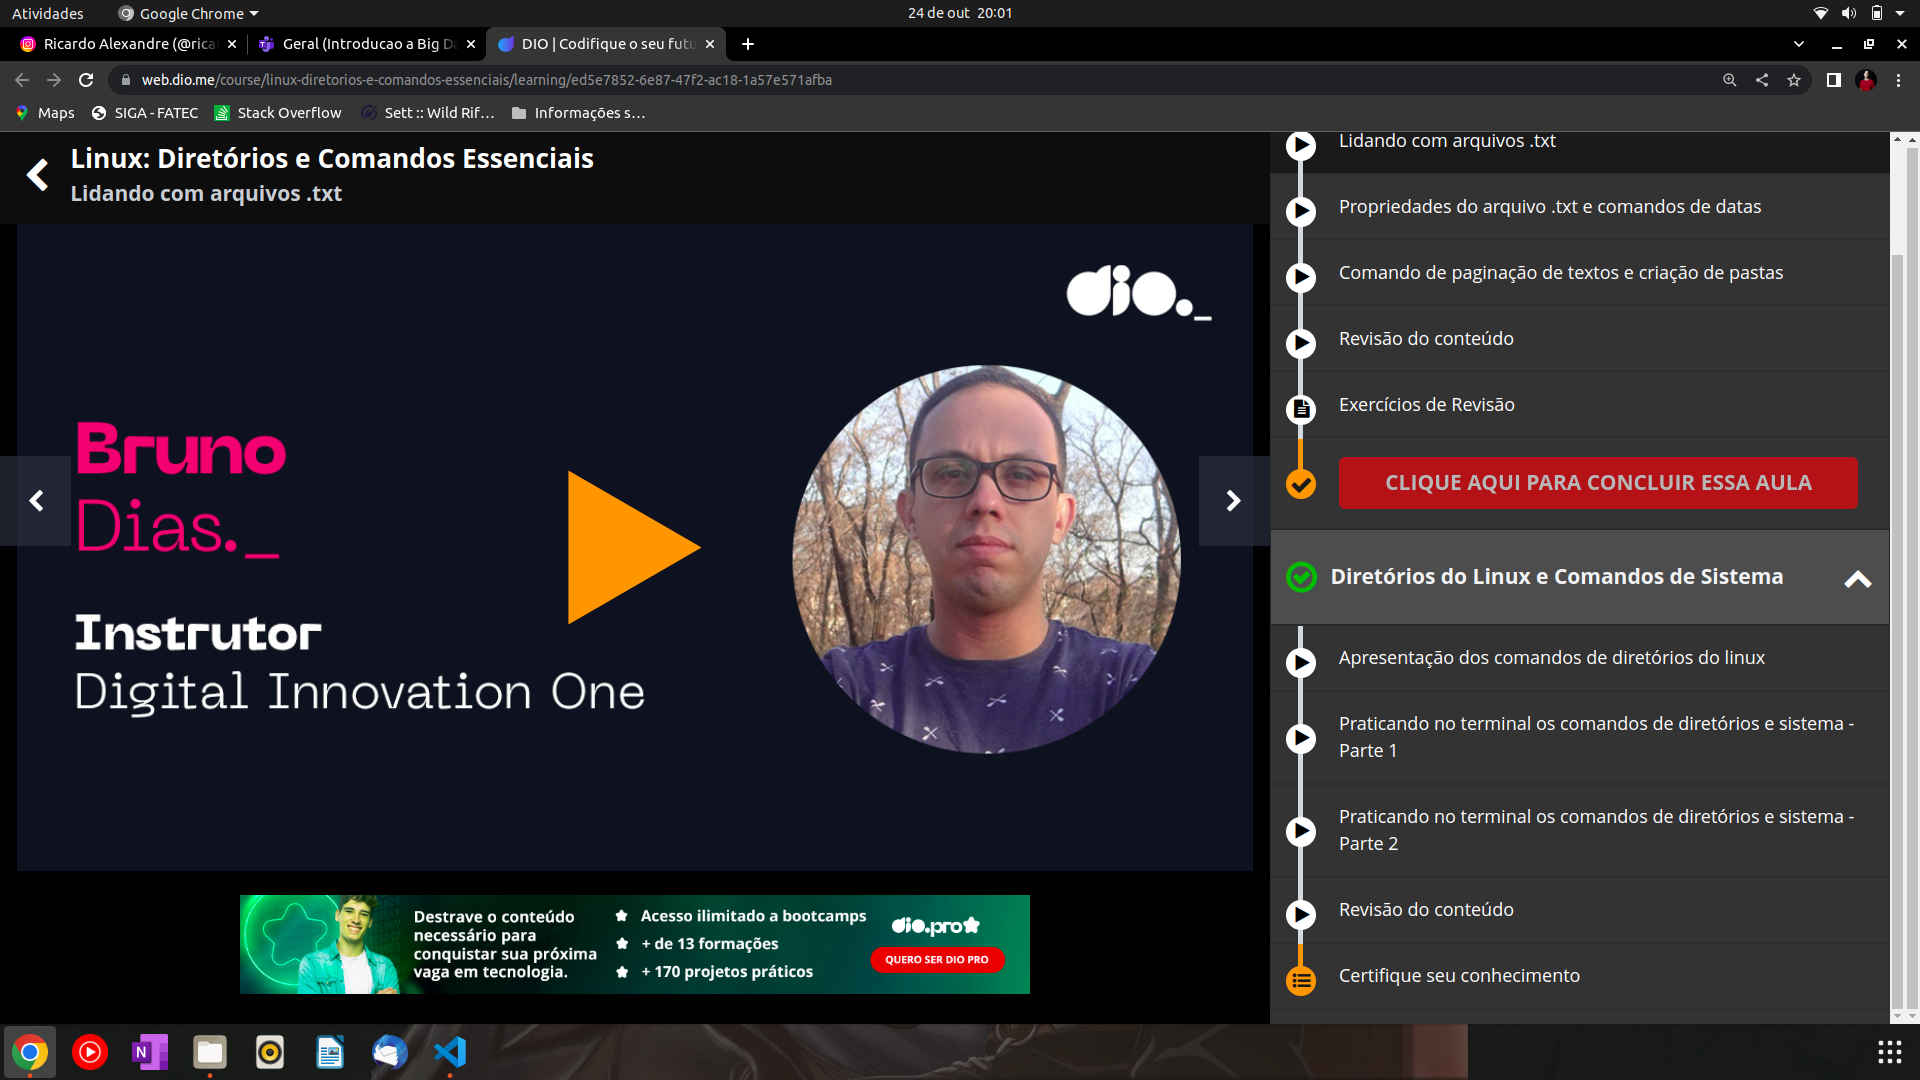 Atividades
Google Chrome
24 de out 20:01
Ricardo Alexandre (@rica
Geral (Introducao a Big Da
DIO | Codifique o seu futu
web.dio.me/course/linux-diretorios-e-comandos-essenciais/learning/ed5e7852-6e87-47f2-ac18-1a57e571afba
Maps
SIGA - FATEC
Stack Overflow
Sett :: Wild Rif…
Informações s…
Linux: Diretórios e Comandos Essenciais
Lidando com arquivos .txt
dio._
Bruno
Dias._
Instrutor
Digital Innovation One
Destrave o conteúdo
necessário para
conquistar sua próxima
vaga em tecnologia.
Acesso ilimitado a bootcamps
+ de 13 formações
+ 170 projetos práticos
dio.pro
QUERO SER DIO PRO
Lidando com arquivos .txt
Propriedades do arquivo .txt e comandos de datas
Comando de paginação de textos e criação de pastas
Revisão do conteúdo
Exercícios de Revisão
CLIQUE AQUI PARA CONCLUIR ESSA AULA
Diretórios do Linux e Comandos de Sistema
Apresentação dos comandos de diretórios do linux
Praticando no terminal os comandos de diretórios e sistema -
Parte 1
Praticando no terminal os comandos de diretórios e sistema -
Parte 2
Revisão do conteúdo
Certifique seu conhecimento
N